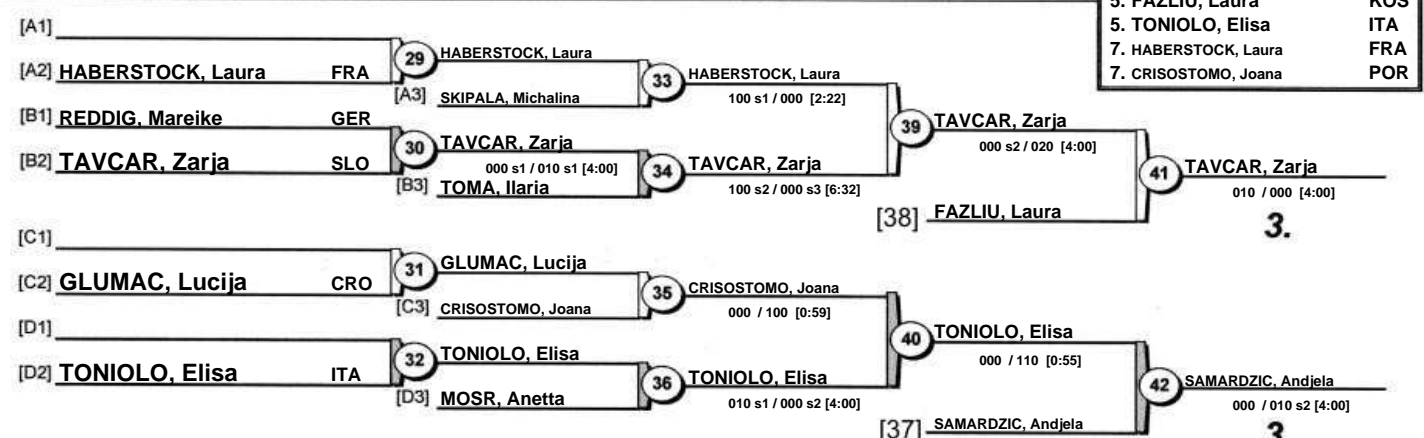 5. FAZLIU, Laura KOS
5. TONIOLO, Elisa ITA
7. HABERSTOCK, Laura FRA
7. CRISOSTOMO, Joana POR
[A1]
[A2] HABERSTOCK, Laura FRA
29 HABERSTOCK, Laura
[A3] SKIPALA, Michalina
33 HABERSTOCK, Laura
100 s1 / 000 [2:22]
[B1] REDDIG, Mareike GER
[B2] TAVCAR, Zarja SLO
30 TAVCAR, Zarja
000 s1 / 010 s1 [4:00]
[B3] TOMA, Ilaria
34 TAVCAR, Zarja
100 s2 / 000 s3 [6:32]
39 TAVCAR, Zarja
000 s2 / 020 [4:00]
[38] FAZLIU, Laura
41 TAVCAR, Zarja
010 / 000 [4:00]
3.
[C1]
[C2] GLUMAC, Lucija CRO
31 GLUMAC, Lucija
[C3] CRISOSTOMO, Joana
35 CRISOSTOMO, Joana
000 / 100 [0:59]
[D1]
[D2] TONIOLO, Elisa ITA
32 TONIOLO, Elisa
[D3] MOSR, Anetta
36 TONIOLO, Elisa
010 s1 / 000 s2 [4:00]
40 TONIOLO, Elisa
000 / 110 [0:55]
[37] SAMARDZIC, Andjela
42 SAMARDZIC, Andjela
000 / 010 s2 [4:00]
3